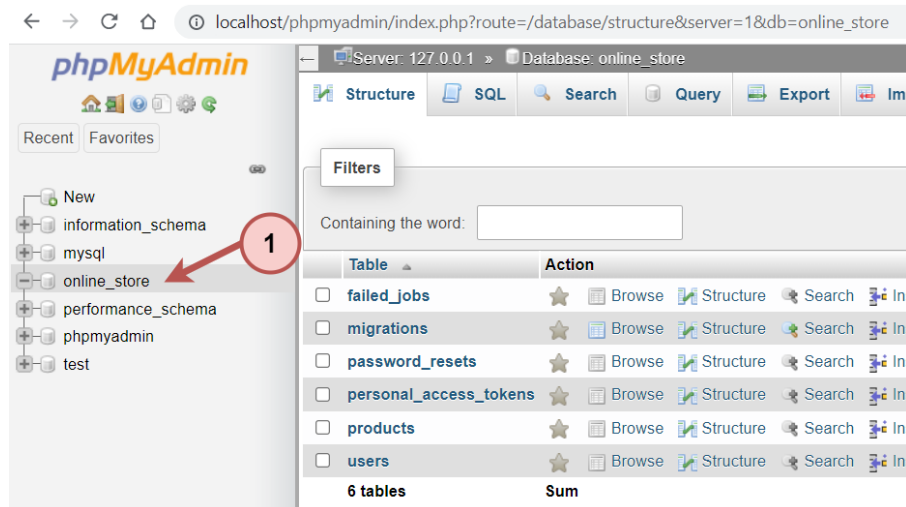 localhost/phpmyadmin/index.php?route=/database/structure&server=1&db=online_store
phpMyAdmin
Recent Favorites
New
information_schema
mysql
online_store
performance_schema
phpmyadmin
test
1
Server: 127.0.0.1 » Database: online_store
Structure SQL Search Query Export Im
Filters
Containing the word:
Table Action
failed_jobs Browse Structure Search In
migrations Browse Structure Search In
password_resets Browse Structure Search In
personal_access_tokens Browse Structure Search In
products Browse Structure Search In
users Browse Structure Search In
6 tables Sum